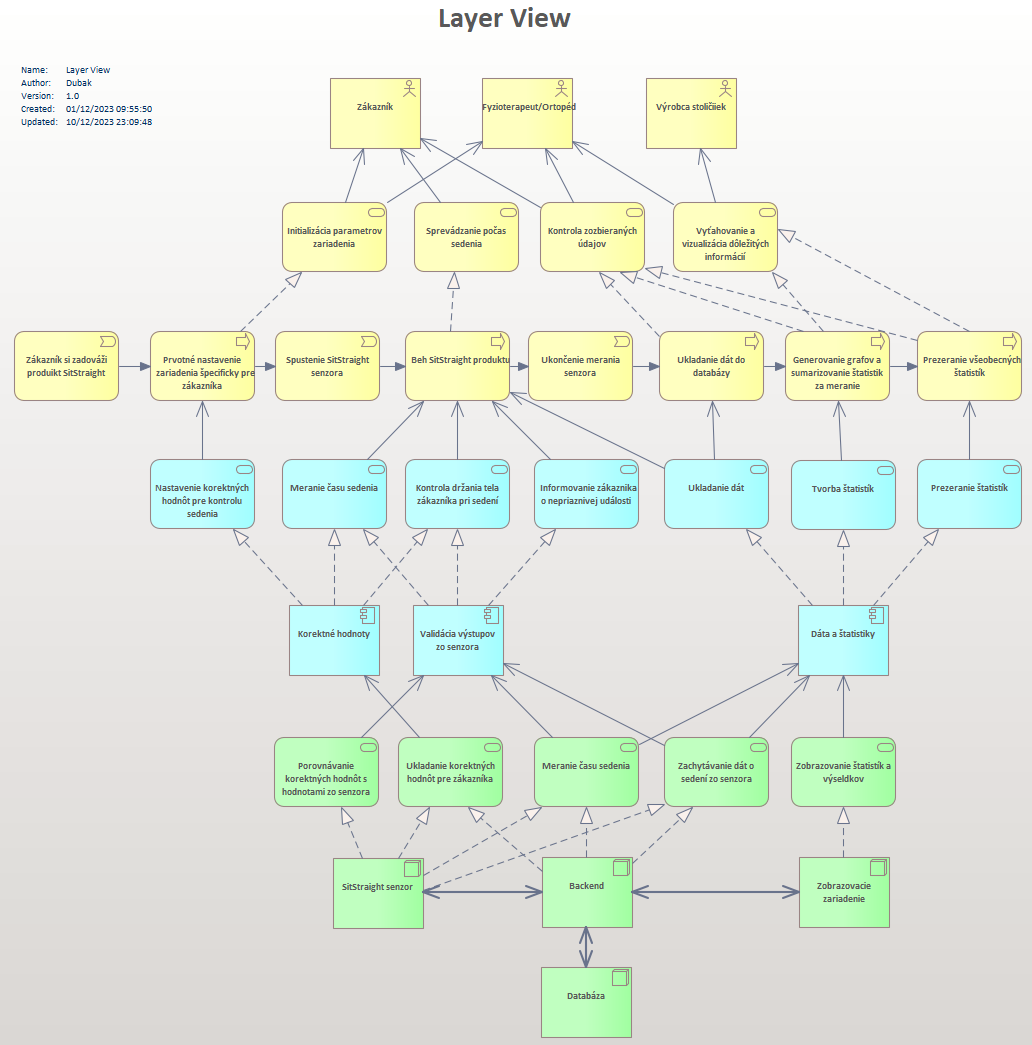 Layer View
Name: Layer View
Author: Dubak
Version: 1.0
Created: 01/12/2023 09:55:50
Updated: 10/12/2023 23:09:48
Zákazník
Fyzioterapeut/Ortopéd
Výrobca stoličiek
Initializácia parametrov
zariadenia
Sprevádzanie počas
sedenia
Kontrola zozbieraných
údajov
Vyťahovanie a
vizualizácia dôležitých
informácií
Zákazník si zadováži
produikt SitStraight
Prvotné nastavenie
zariadenia špecificky pre
zákazníka
Spustenie SitStraight
senzora
Beh SitStraight produktu
Ukončenie merania
senzora
Ukladanie dát do
databázy
Generovanie grafov a
sumarizovanie štatistik
za meranie
Prezeranie všeobecných
štatistík
Nastavenie korektných
hodnôt pre kontrolu
sedenia
Meranie času sedenia
Kontrola držania tela
zákazníka pri sedení
Informovanie zákazníka
o nepriaznivej události
Ukladanie dát
Tvorba štatistík
Prezeranie štatistík
Korektné hodnoty
Validácia výstupov
zo senzora
Dáta a štatistiky
Porovnávanie
korektných hodnôt s
hodnotami zo senzora
Ukladanie korektných
hodnôt pre zákazníka
Meranie času sedenia
Zachytávanie dát o
sedení zo senzora
Zobrazovanie štatistík a
výseldkov
SitStraight senzor
Backend
Zobrazovacie
zariadenie
Databáza